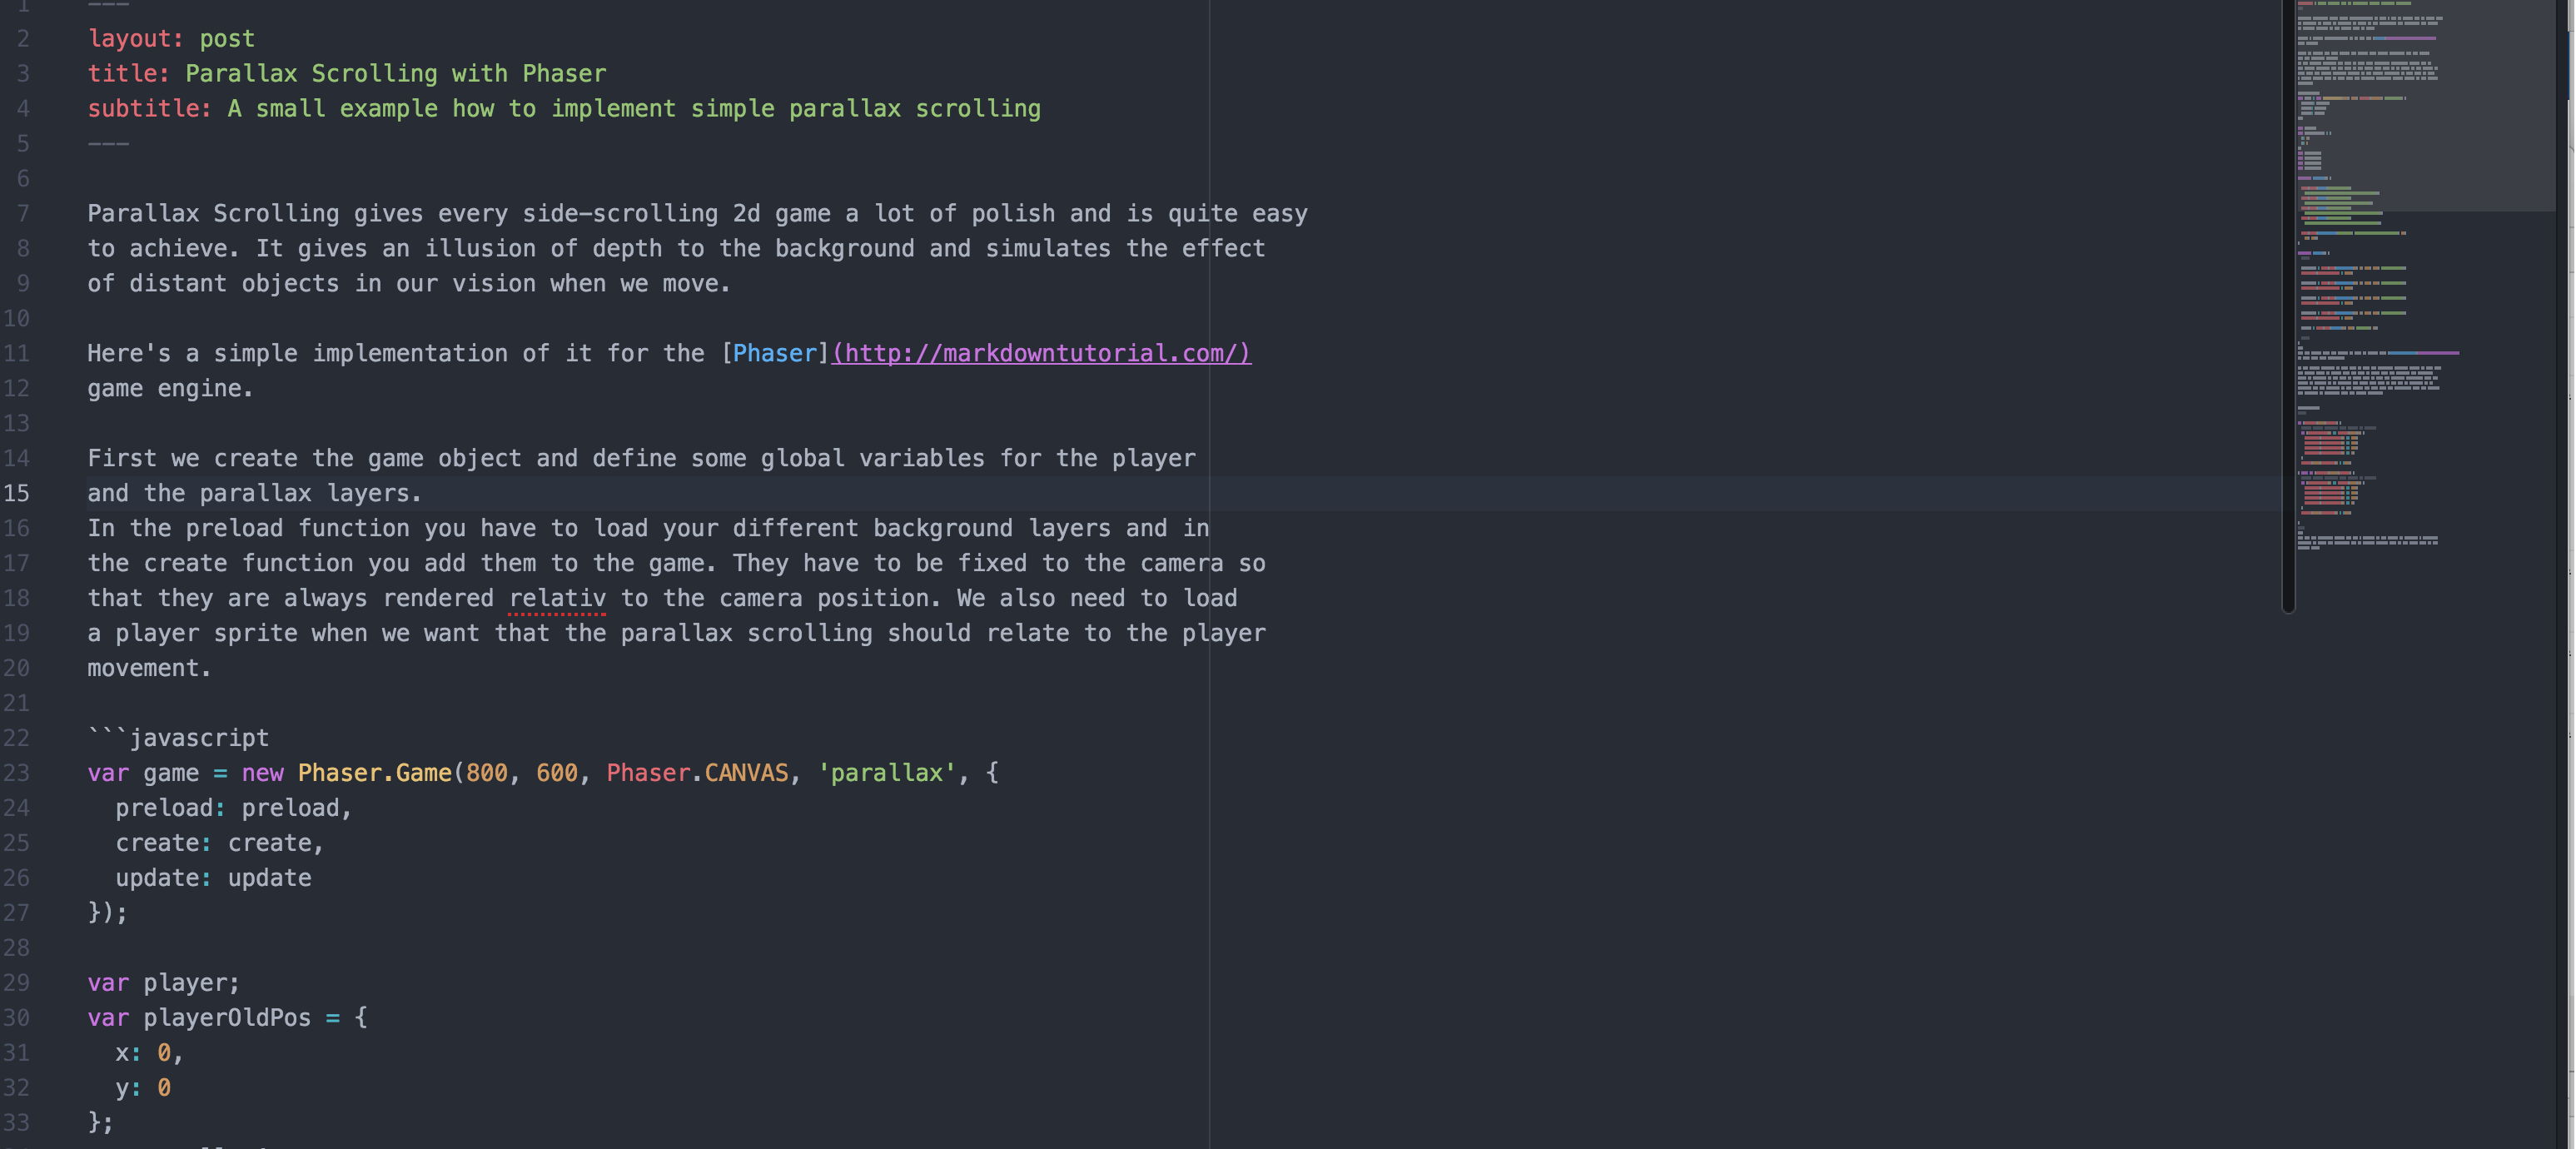 1 ---
2 layout: post
3 title: Parallax Scrolling with Phaser
4 subtitle: A small example how to implement simple parallax scrolling
5 ---
6
7 Parallax Scrolling gives every side-scrolling 2d game a lot of polish and is quite easy
8 to achieve. It gives an illusion of depth to the background and simulates the effect
9 of distant objects in our vision when we move.
10
11 Here's a simple implementation of it for the [Phaser](http://markdowntutorial.com/)
12 game engine.
13
14 First we create the game object and define some global variables for the player
15 and the parallax layers.
16 In the preload function you have to load your different background layers and in
17 the create function you add them to the game. They have to be fixed to the camera so
18 that they are always rendered relativ to the camera position. We also need to load
19 a player sprite when we want that the parallax scrolling should relate to the player
20 movement.
21
22 ```javascript
23 var game = new Phaser.Game(800, 600, Phaser.CANVAS, 'parallax', {
24   preload: preload,
25   create: create,
26   update: update
27 });
28
29 var player;
30 var playerOldPos = {
31   x: 0,
32   y: 0
33 };